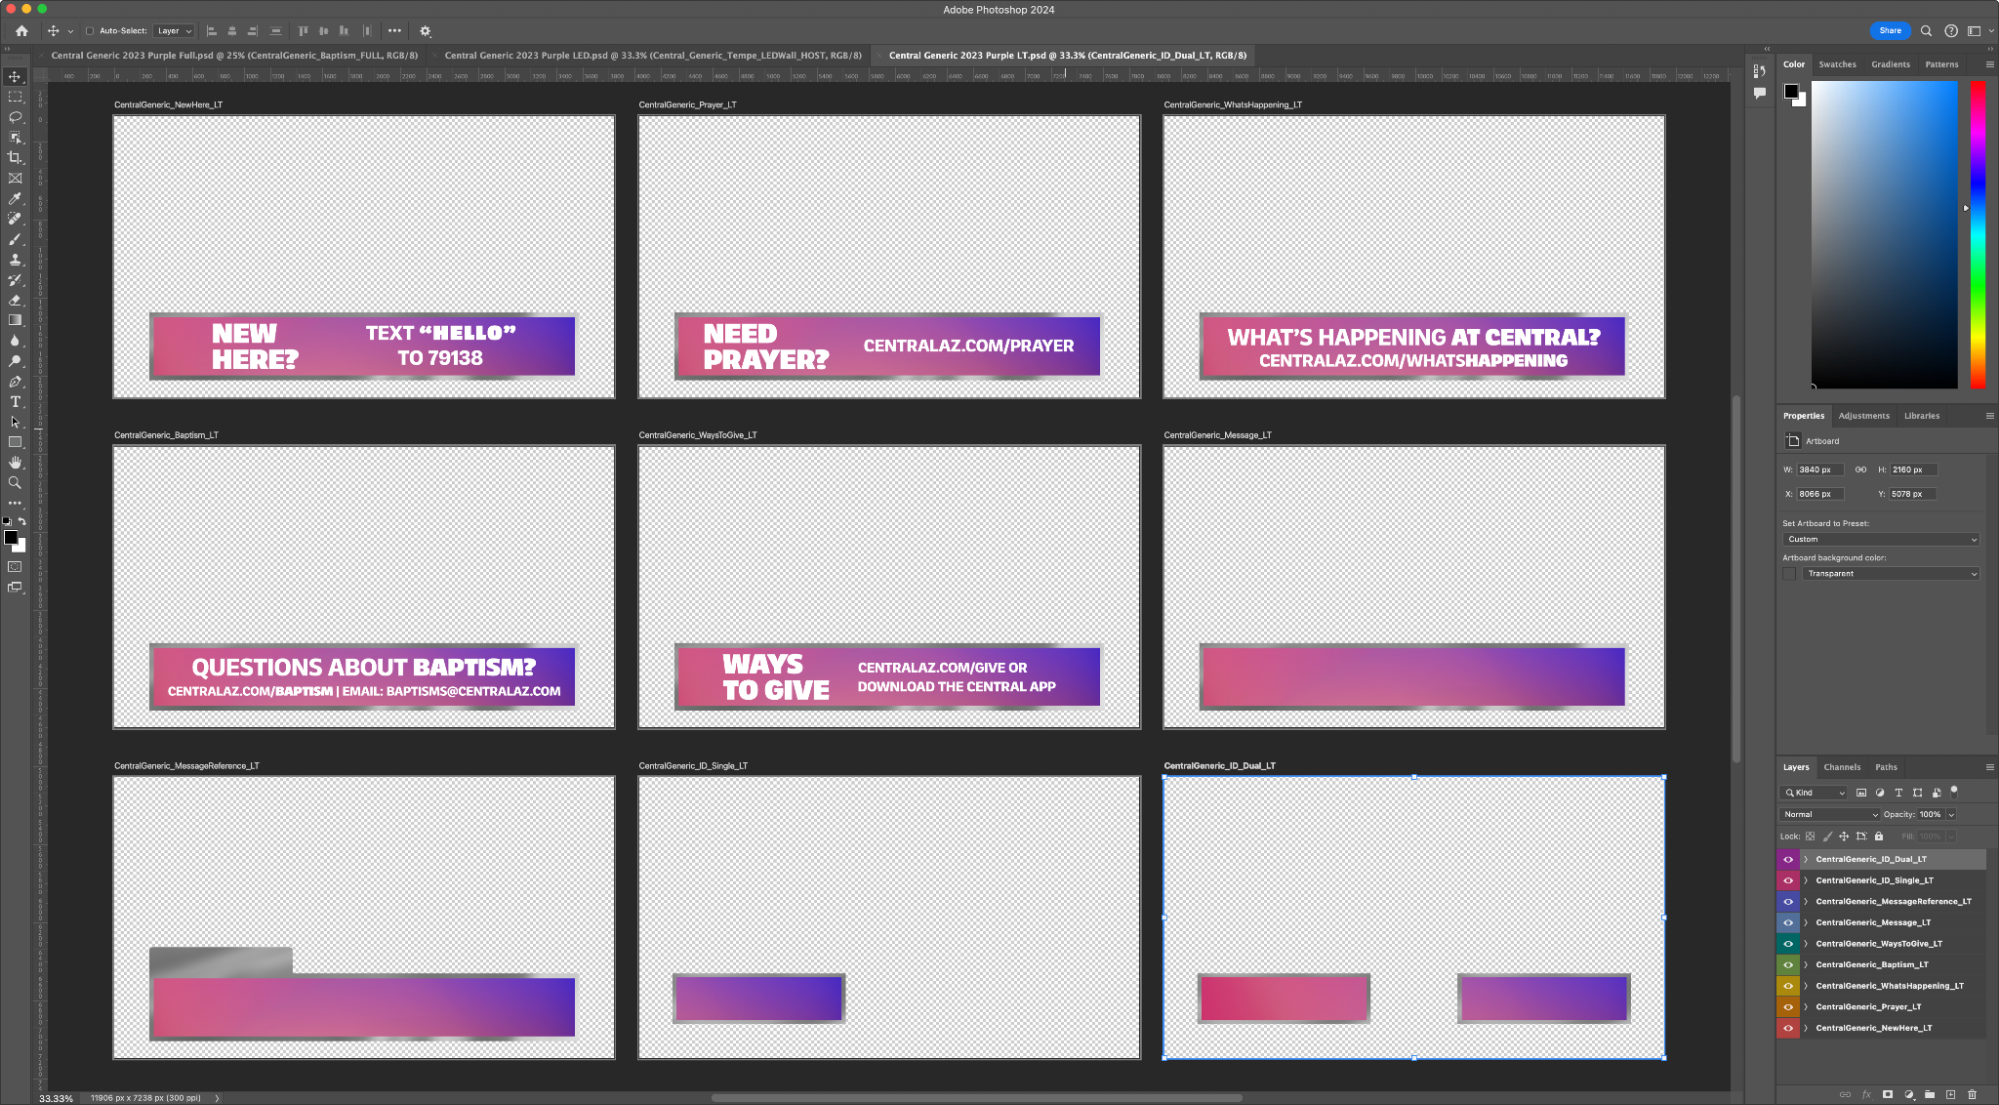 Adobe Photoshop 2024
Auto-Select: Layer
Share
Central Generic 2023 Purple Full.psd @ 25% (CentralGeneric_Baptism_FULL, RGB/8)
Central Generic 2023 Purple LED.psd @ 33.3% (Central_Generic_Tempe_LEDWall_HOST, RGB/8)
Central Generic 2023 Purple LT.psd @ 33.3% (CentralGeneric_ID_Dual_LT, RGB/8)
CentralGeneric_NewHere_LT
NEW
HERE?
TEXT “HELLO”
TO 79138
CentralGeneric_Prayer_LT
NEED
PRAYER?
CENTRALAZ.COM/PRAYER
CentralGeneric_WhatsHappening_LT
WHAT’S HAPPENING AT CENTRAL?
CENTRALAZ.COM/WHATSHAPPENING
CentralGeneric_Baptism_LT
QUESTIONS ABOUT BAPTISM?
CENTRALAZ.COM/BAPTISM | EMAIL: BAPTISMS@CENTRALAZ.COM
CentralGeneric_WaysToGive_LT
WAYS
TO GIVE
CENTRALAZ.COM/GIVE OR
DOWNLOAD THE CENTRAL APP
CentralGeneric_Message_LT
CentralGeneric_MessageReference_LT
CentralGeneric_ID_Single_LT
CentralGeneric_ID_Dual_LT
33.33%
11906 px x 7238 px (300 ppi)
Color Swatches Gradients Patterns
Properties Adjustments Libraries
Artboard
W: 3840 px H: 2160 px
X: 8066 px Y: 5078 px
Set Artboard to Preset:
Custom
Artboard background color:
Transparent
Layers Channels Paths
Kind
Normal Opacity: 100%
Lock: Fill: 100%
CentralGeneric_ID_Dual_LT
CentralGeneric_ID_Single_LT
CentralGeneric_MessageReference_LT
CentralGeneric_Message_LT
CentralGeneric_WaysToGive_LT
CentralGeneric_Baptism_LT
CentralGeneric_WhatsHappening_LT
CentralGeneric_Prayer_LT
CentralGeneric_NewHere_LT